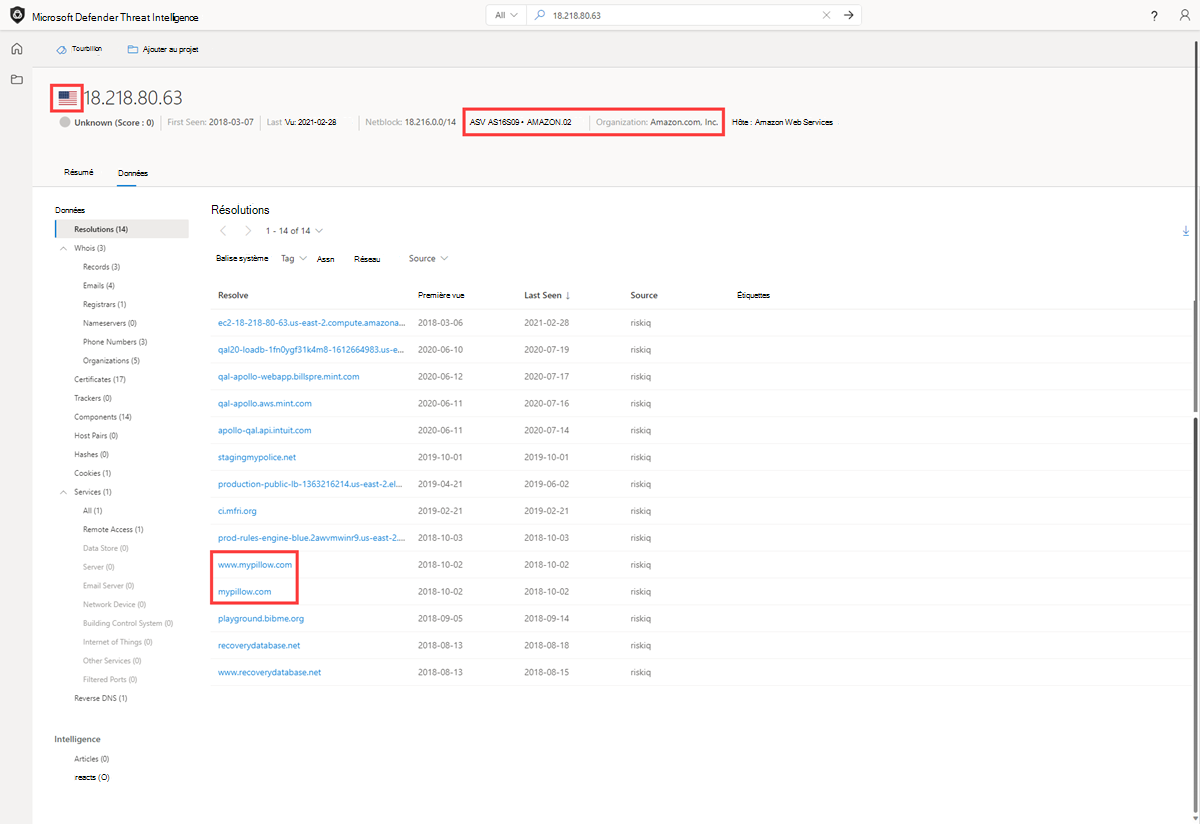 Microsoft Defender Threat Intelligence
All
18.218.80.63
?
Tourbillon
Ajouter au projet
18.218.80.63
Unknown (Score : 0)
First Seen: 2018-03-07
Last Vu: 2021-02-28
Netblock: 18.216.0.0/14
ASV AS16S09 • AMAZON.02
Organization: Amazon.com, Inc.
Hôte : Amazon Web Services
Résumé
Données
Données
Resolutions (14)
Whois (3)
Records (3)
Emails (4)
Registrars (1)
Nameservers (0)
Phone Numbers (3)
Organizations (5)
Certificates (17)
Trackers (0)
Components (14)
Host Pairs (0)
Hashes (0)
Cookies (1)
Services (1)
All (1)
Remote Access (1)
Data Store (0)
Server (0)
Email Server (0)
Network Device (0)
Building Control System (0)
Internet of Things (0)
Other Services (0)
Filtered Ports (0)
Reverse DNS (1)
Intelligence
Articles (0)
reacts (O)
Résolutions
1 - 14 of 14
Balise système Tag Assn Réseau Source
Resolve Première vue Last Seen ↓ Source Étiquettes
ec2-18-218-80-63.us-east-2.compute.amazona... 2018-03-06 2021-02-28 riskiq
qal20-loadb-1fn0ygf31k4m8-1612664983.us-e... 2020-06-10 2020-07-19 riskiq
qal-apollo-webapp.billspre.mint.com 2020-06-12 2020-07-17 riskiq
qal-apollo.aws.mint.com 2020-06-11 2020-07-16 riskiq
apollo-qal.api.intuit.com 2020-06-11 2020-07-14 riskiq
stagingmypolice.net 2019-10-01 2019-10-01 riskiq
production-public-lb-1363216214.us-east-2.el... 2019-04-21 2019-06-02 riskiq
ci.mfri.org 2019-02-21 2019-02-21 riskiq
prod-rules-engine-blue.2awvmwinr9.us-east-2.... 2018-10-03 2018-10-03 riskiq
www.mypillow.com 2018-10-02 2018-10-02 riskiq
mypillow.com 2018-10-02 2018-10-02 riskiq
playground.bibme.org 2018-09-05 2018-09-14 riskiq
recoverydatabase.net 2018-08-13 2018-08-18 riskiq
www.recoverydatabase.net 2018-08-13 2018-08-15 riskiq